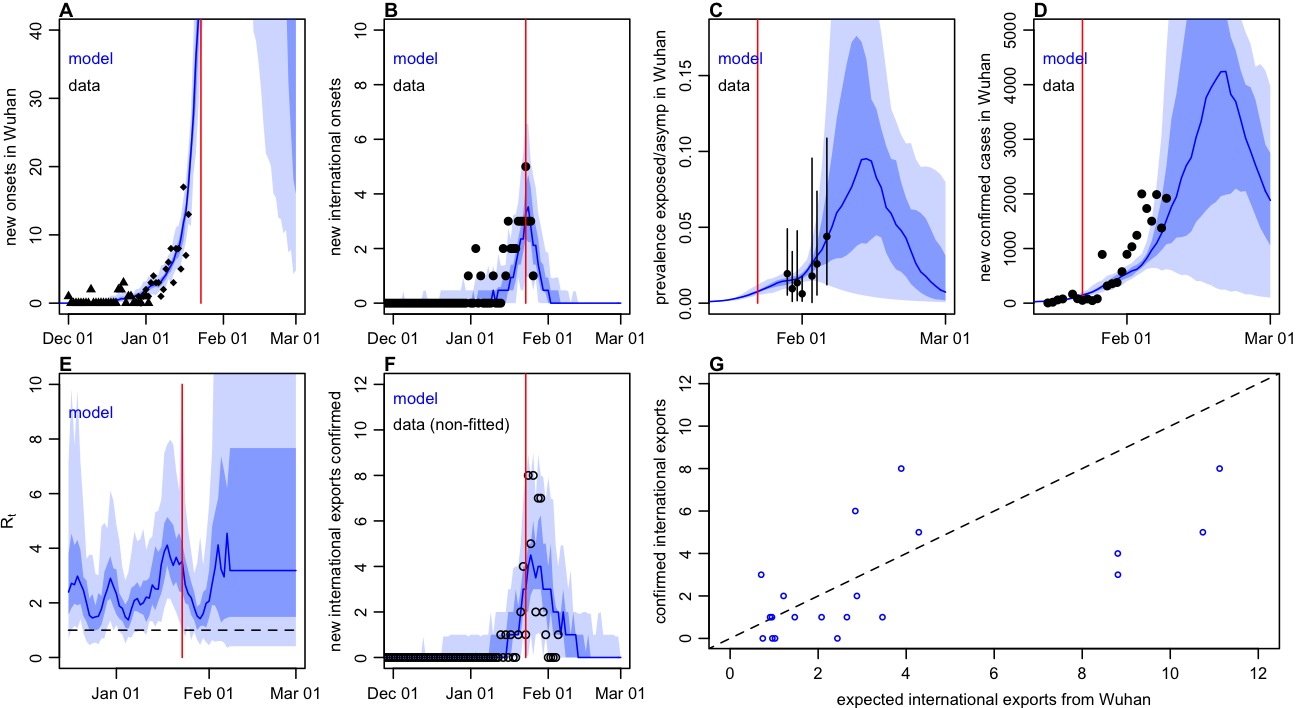 A
new onsets in Wuhan
40
30
20
10
0
model
data
Dec 01 Jan 01 Feb 01 Mar 01
B
new international onsets
10
8
6
4
2
0
model
data
Dec 01 Jan 01 Feb 01 Mar 01
C
prevalence exposed/asymp in Wuhan
0.15
0.10
0.05
0.00
model
data
Feb 01 Mar 01
D
new confirmed cases in Wuhan
5000
4000
3000
2000
1000
0
model
data
Feb 01 Mar 01
E
Rt
10
8
6
4
2
0
model
Jan 01 Feb 01 Mar 01
F
new international exports confirmed
12
10
8
6
4
2
0
model
data (non-fitted)
Dec 01 Jan 01 Feb 01 Mar 01
G
confirmed international exports
12
10
8
6
4
2
0
0 2 4 6 8 10 12
expected international exports from Wuhan